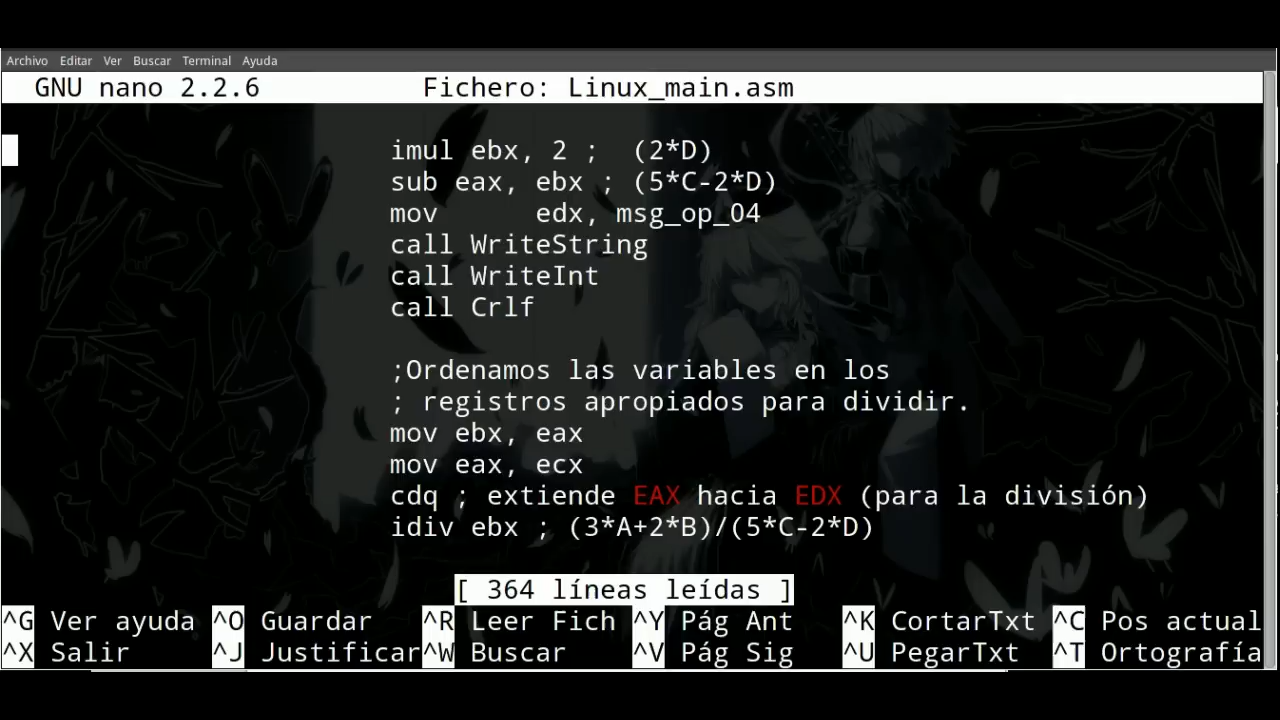 Archivo Editar Ver Buscar Terminal Ayuda
GNU nano 2.2.6 Fichero: Linux_main.asm
imul ebx, 2 ; (2*D)
sub eax, ebx ; (5*C-2*D)
mov edx, msg_op_04
call WriteString
call WriteInt
call Crlf
;Ordenamos las variables en los
; registros apropiados para dividir.
mov ebx, eax
mov eax, ecx
cdq ; extiende EAX hacia EDX (para la división)
idiv ebx ; (3*A+2*B)/(5*C-2*D)
[ 364 líneas leídas ]
^G Ver ayuda ^O Guardar ^R Leer Fich ^Y Pág Ant ^K CortarTxt ^C Pos actual
^X Salir ^J Justificar ^W Buscar ^V Pág Sig ^U PegarTxt ^T Ortografía